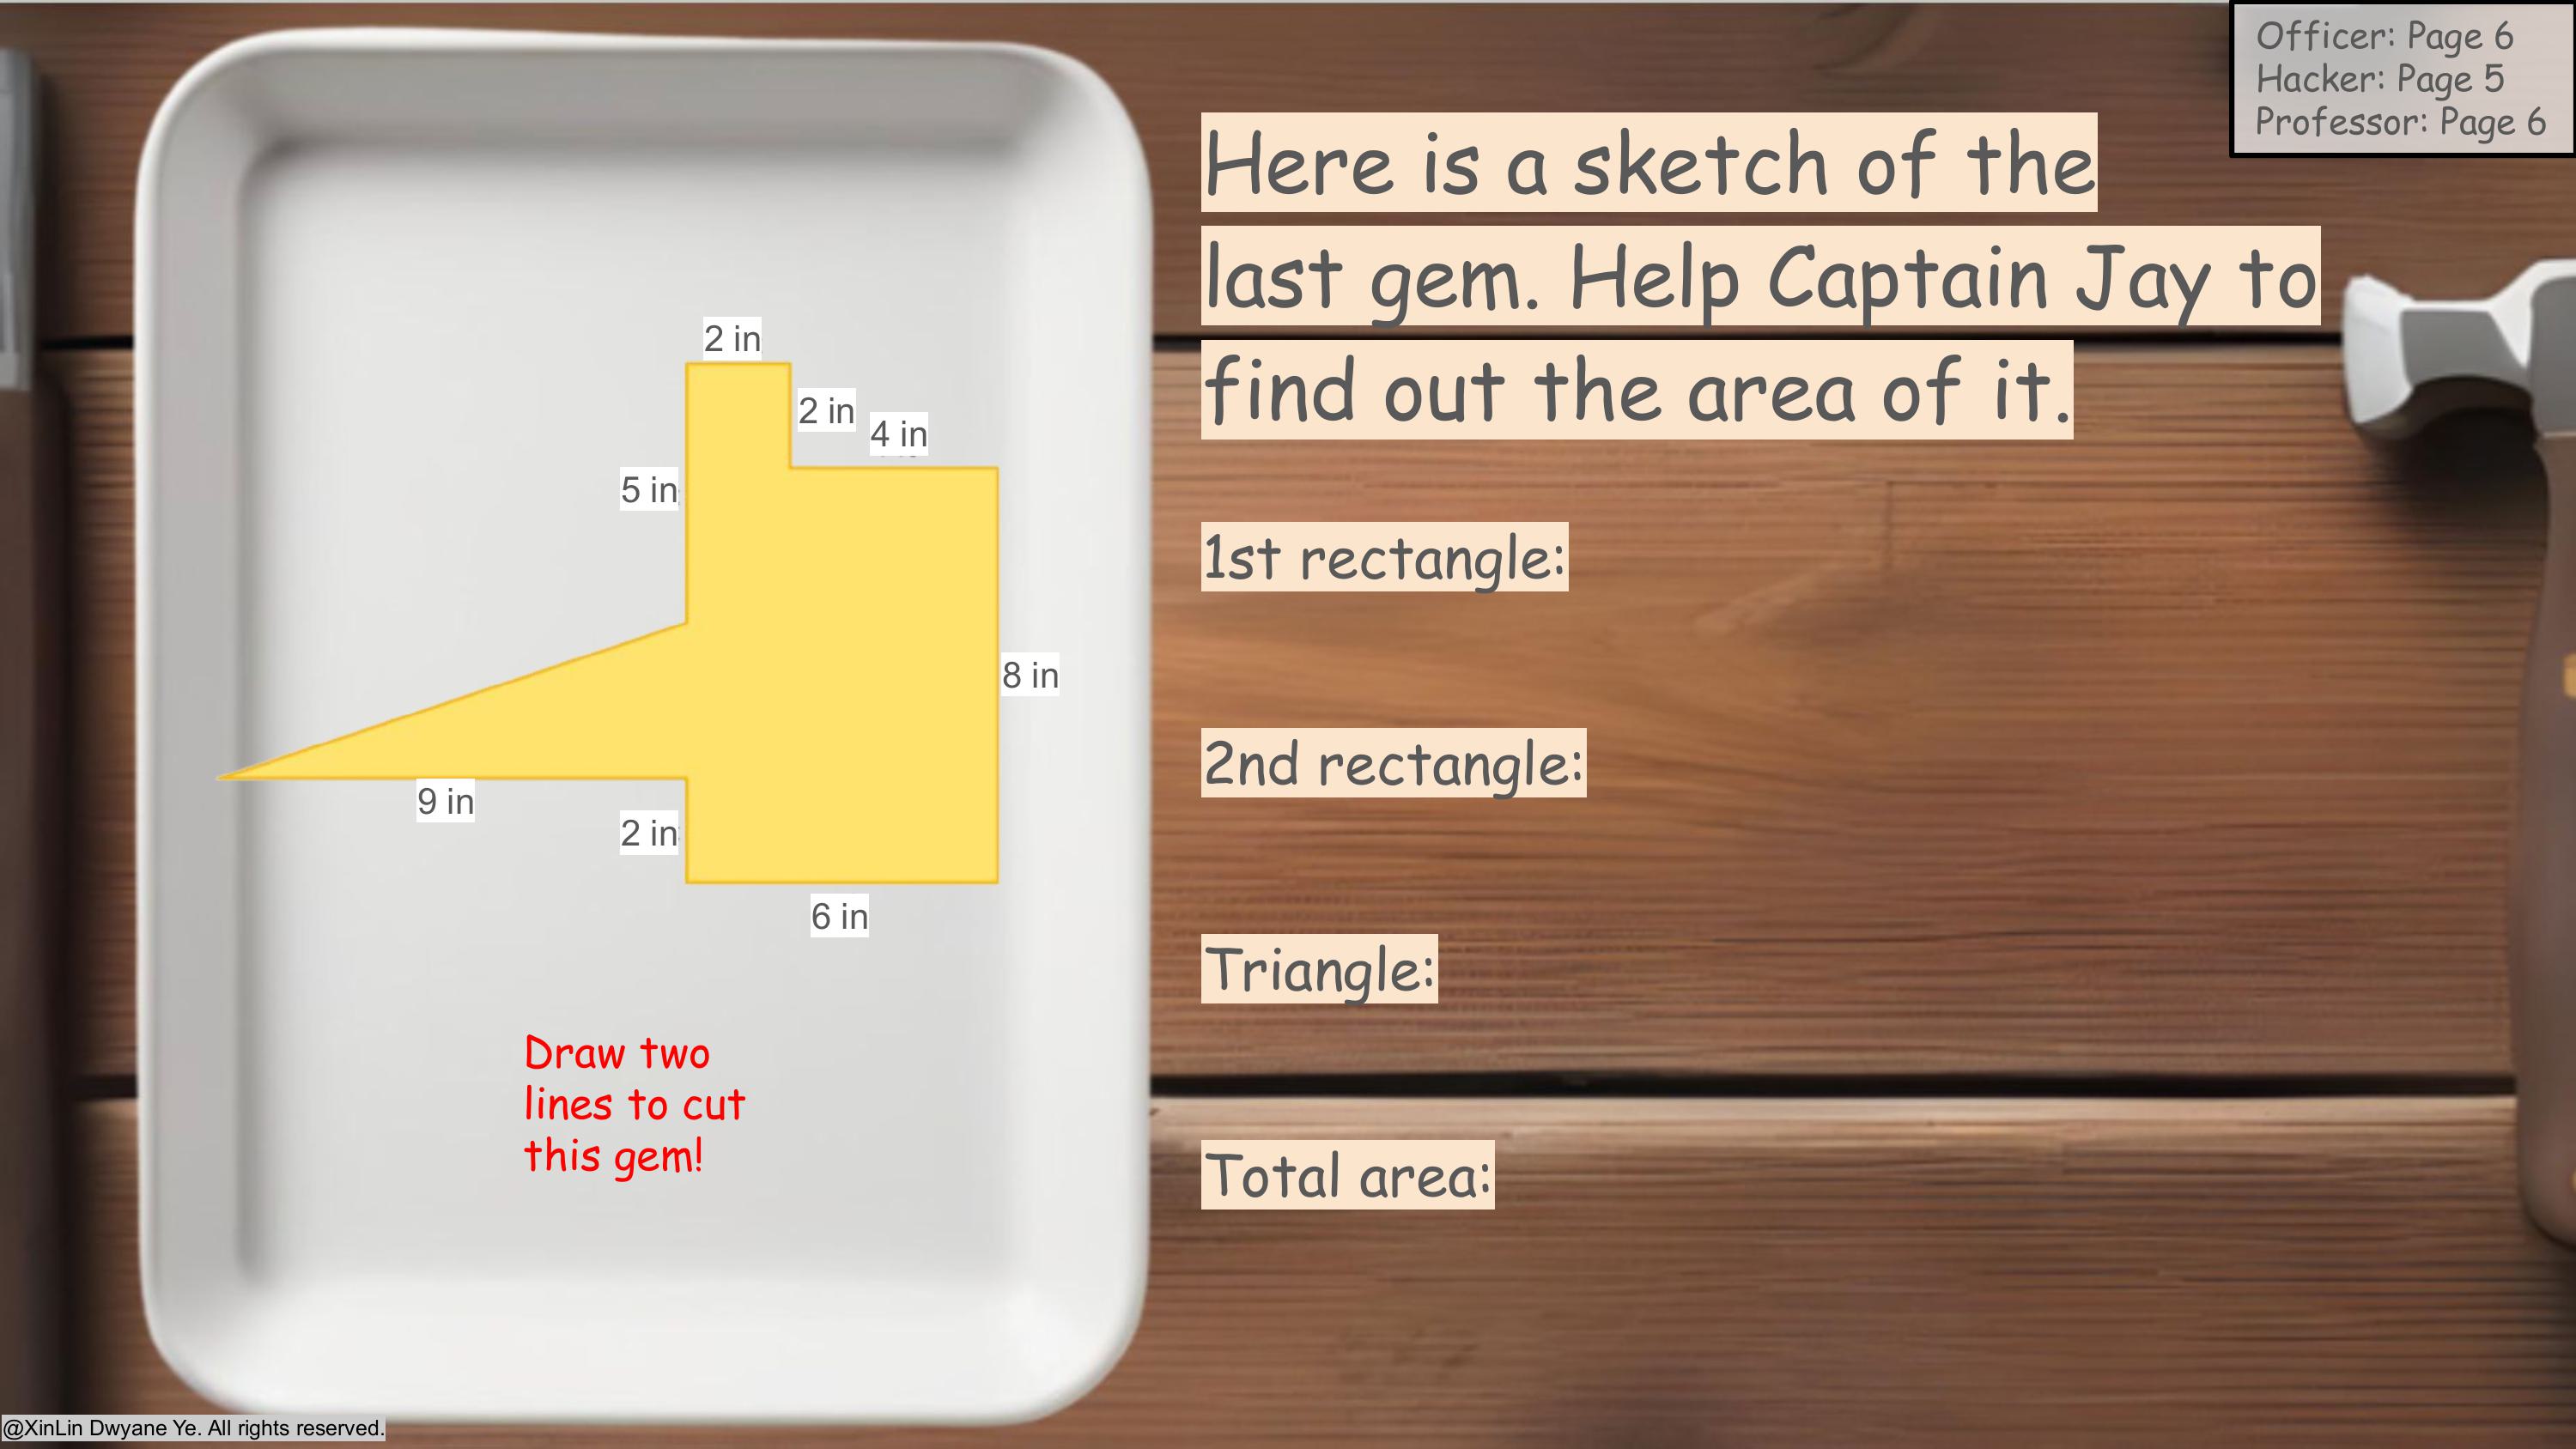 Officer: Page 6
Hacker: Page 5
Professor: Page 6
Here is a sketch of the
last gem. Help Captain Jay to
find out the area of it.
2 in
2 in
4 in
5 in
8 in
9 in
2 in
6 in
1st rectangle:
2nd rectangle:
Triangle:
Total area:
Draw two
lines to cut
this gem!
@XinLin Dwyane Ye. All rights reserved.